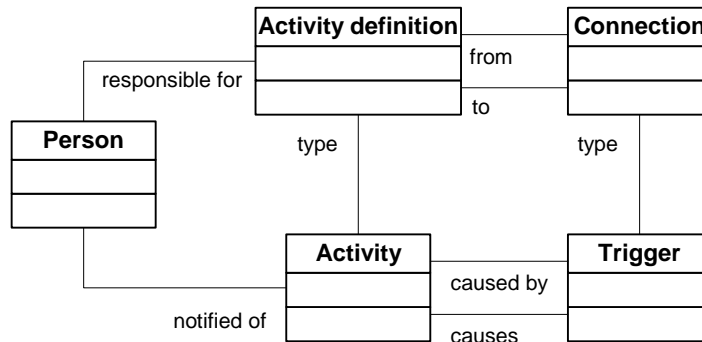 Activity definition
Connection
from
responsible for
to
Person
type
type
Activity
Trigger
caused by
notified of
causes